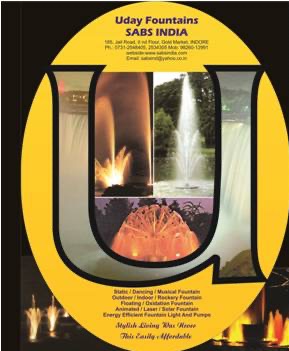 Uday Fountains
SABS INDIA
185, Jail Road, II nd Floor, Gold Market, INDORE
Ph.: 0731-2548405, 2534305 Mob: 98260-12991
website:www.sabsindia.com
Email: sabsind@yahoo.co.in
u
Static / Dancing / Musical Fountain
Outdoor / Indoor / Rockery Fountain
Floating / Oxidation Fountain
Animated / Laser / Solar Fountain
Energy Efficient Fountain Light And Pumps
Stylish Living Was Never
This Easily Affordable